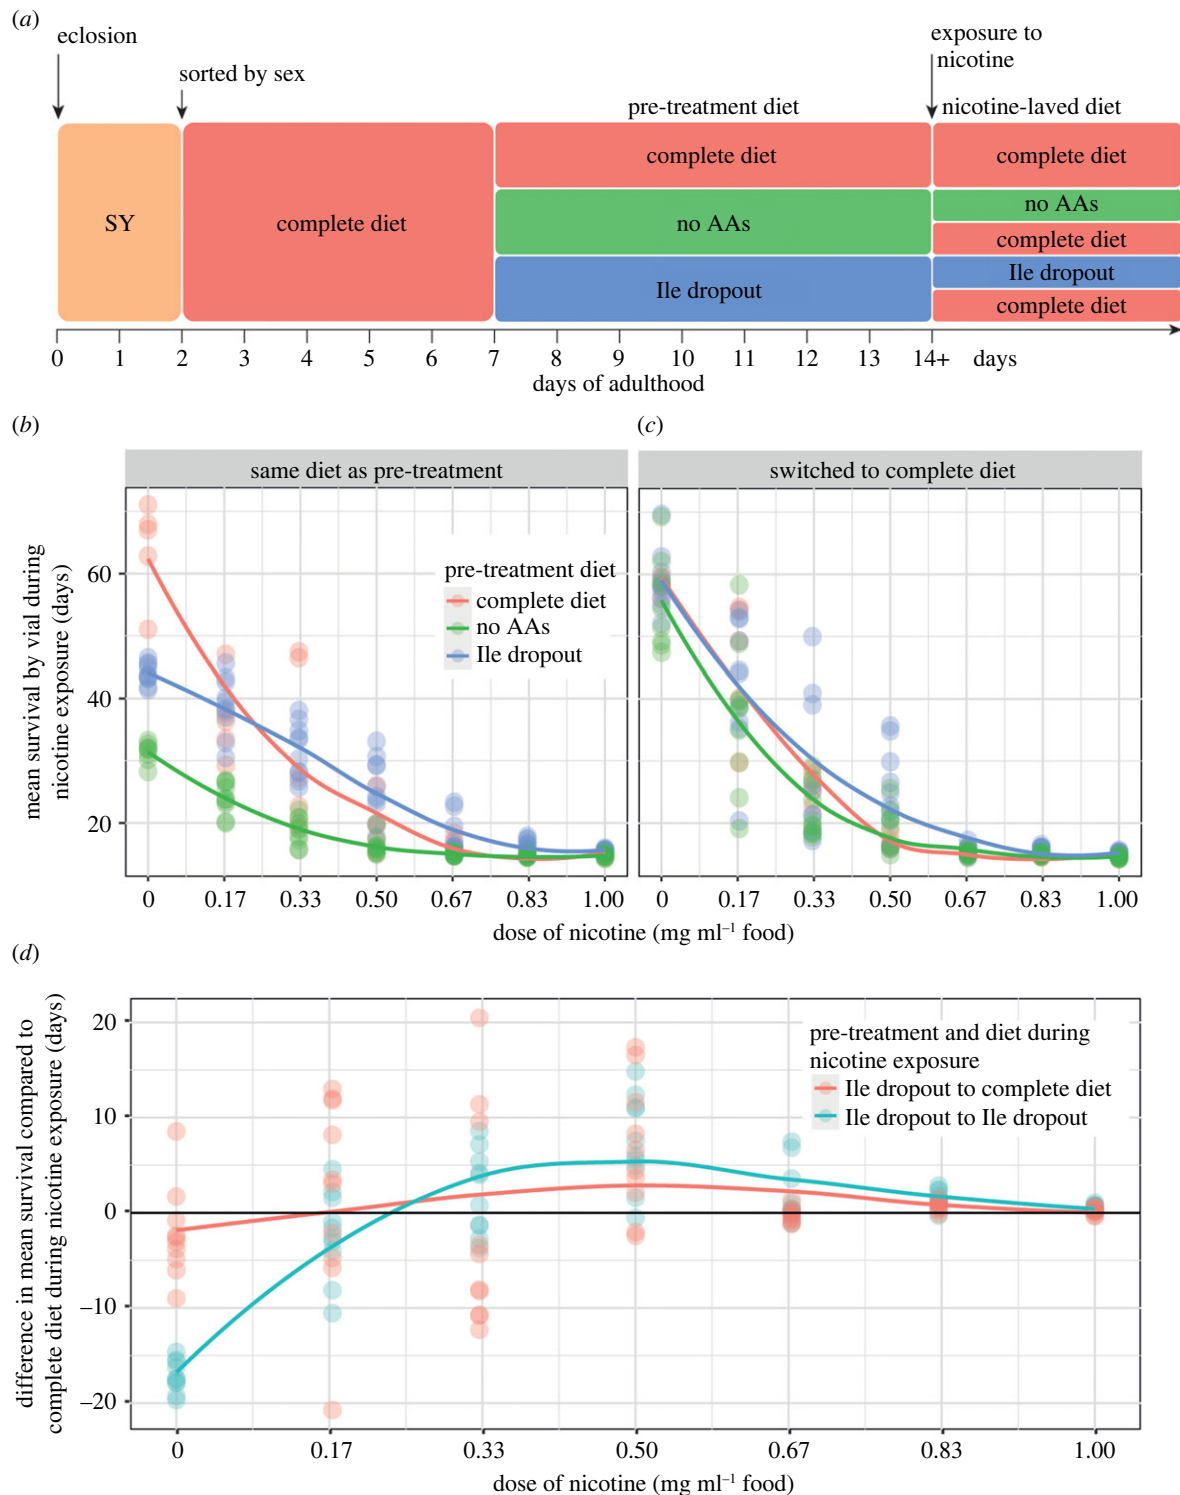 (a)
eclosion
sorted by sex
exposure to
nicotine
pre-treatment diet
nicotine-laved diet
SY
complete diet
complete diet
no AAs
Ile dropout
complete diet
no AAs
complete diet
Ile dropout
complete diet
0 1 2 3 4 5 6 7 8 9 10 11 12 13 14+ days
days of adulthood
(b)
same diet as pre-treatment
mean survival by vial during
nicotine exposure (days)
60
40
20
pre-treatment diet
complete diet
no AAs
Ile dropout
0 0.17 0.33 0.50 0.67 0.83 1.00
(c)
switched to complete diet
0 0.17 0.33 0.50 0.67 0.83 1.00
dose of nicotine (mg ml⁻¹ food)
(d)
difference in mean survival compared to
complete diet during nicotine exposure (days)
20
10
0
–10
–20
pre-treatment and diet during
nicotine exposure
Ile dropout to complete diet
Ile dropout to Ile dropout
0 0.17 0.33 0.50 0.67 0.83 1.00
dose of nicotine (mg ml⁻¹ food)